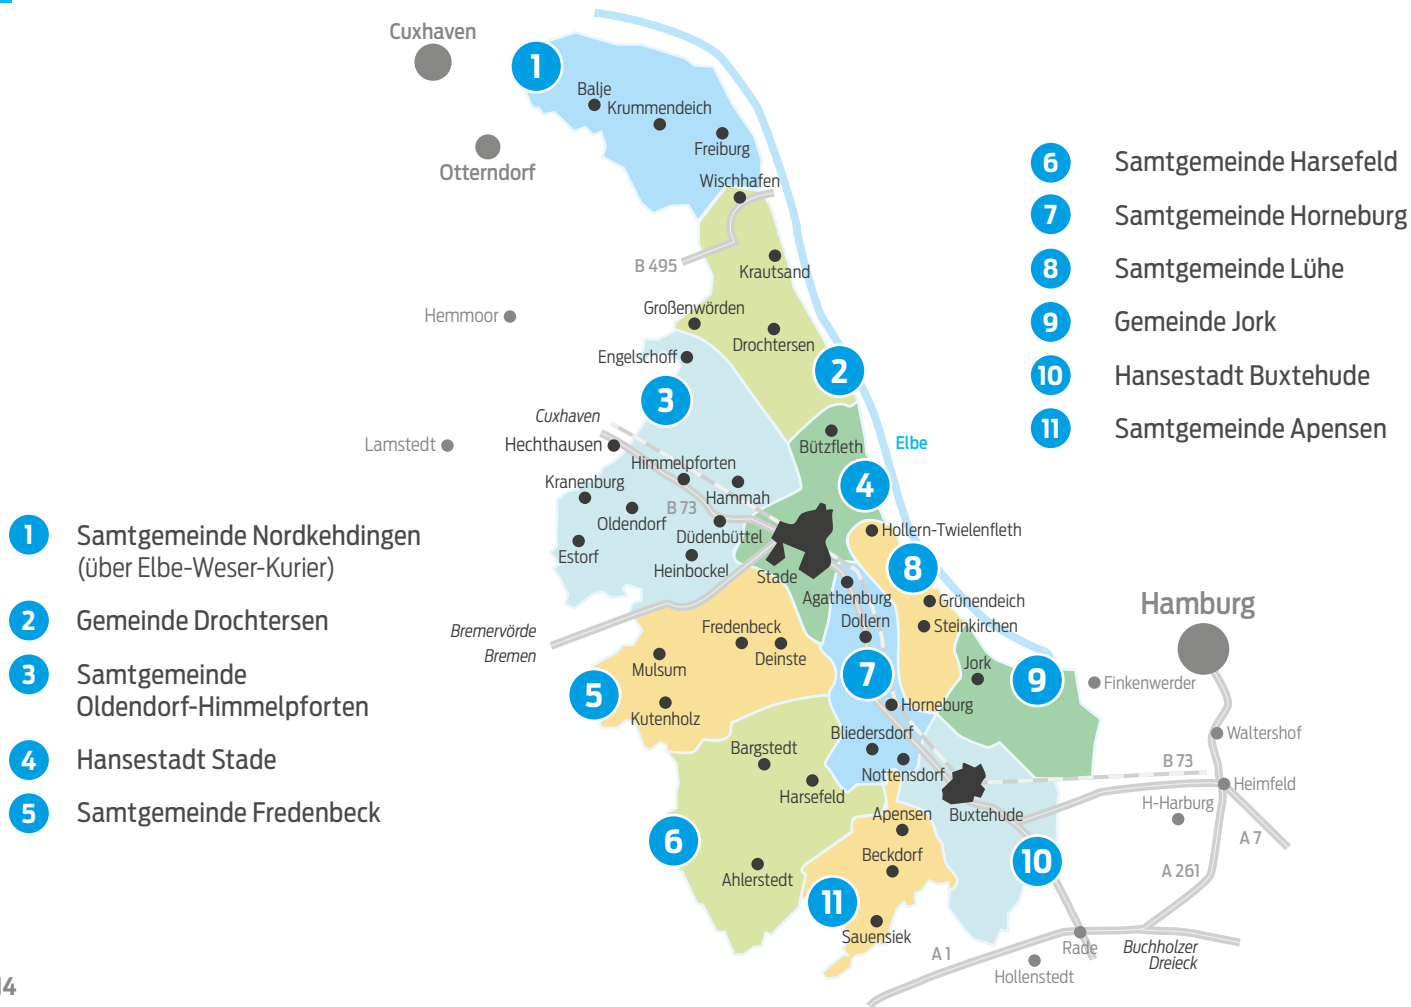 Cuxhaven
1
Balje
Krummendeich
Freiburg
Otterndorf
Wischhafen
B 495
Krautsand
Großenwörden
Hemmoor
Drochtersen
Engelschoff
2
3
Cuxhaven
Hechthausen
Lamstedt
Bützfleth
Elbe
Himmelpforten
Kranenburg
Hammah
4
B 73
Oldendorf
Düdenbüttel
Hollern-Twielenfleth
Estorf
Heinbockel
Stade
8
Agathenburg
Grünendeich
Steinkirchen
Dollern
Hamburg
Bremervörde
Bremen
Fredenbeck
Deinste
Mulsum
Jork
7
9
Finkenwerder
5
Kutenholz
Horneburg
Bliedersdorf
Waltershof
Bargstedt
Nottensdorf
B 73
Harsefeld
Heimfeld
H-Harburg
Apensen
Buxtehude
A 7
6
Beckdorf
10
A 261
Ahlerstedt
11
Sauensiek
A 1
Rade
Buchholzer
Dreieck
Hollenstedt
1 Samtgemeinde Nordkehdingen
(über Elbe-Weser-Kurier)
2 Gemeinde Drochtersen
3 Samtgemeinde
Oldendorf-Himmelpforten
4 Hansestadt Stade
5 Samtgemeinde Fredenbeck
6 Samtgemeinde Harsefeld
7 Samtgemeinde Horneburg
8 Samtgemeinde Lühe
9 Gemeinde Jork
10 Hansestadt Buxtehude
11 Samtgemeinde Apensen
14